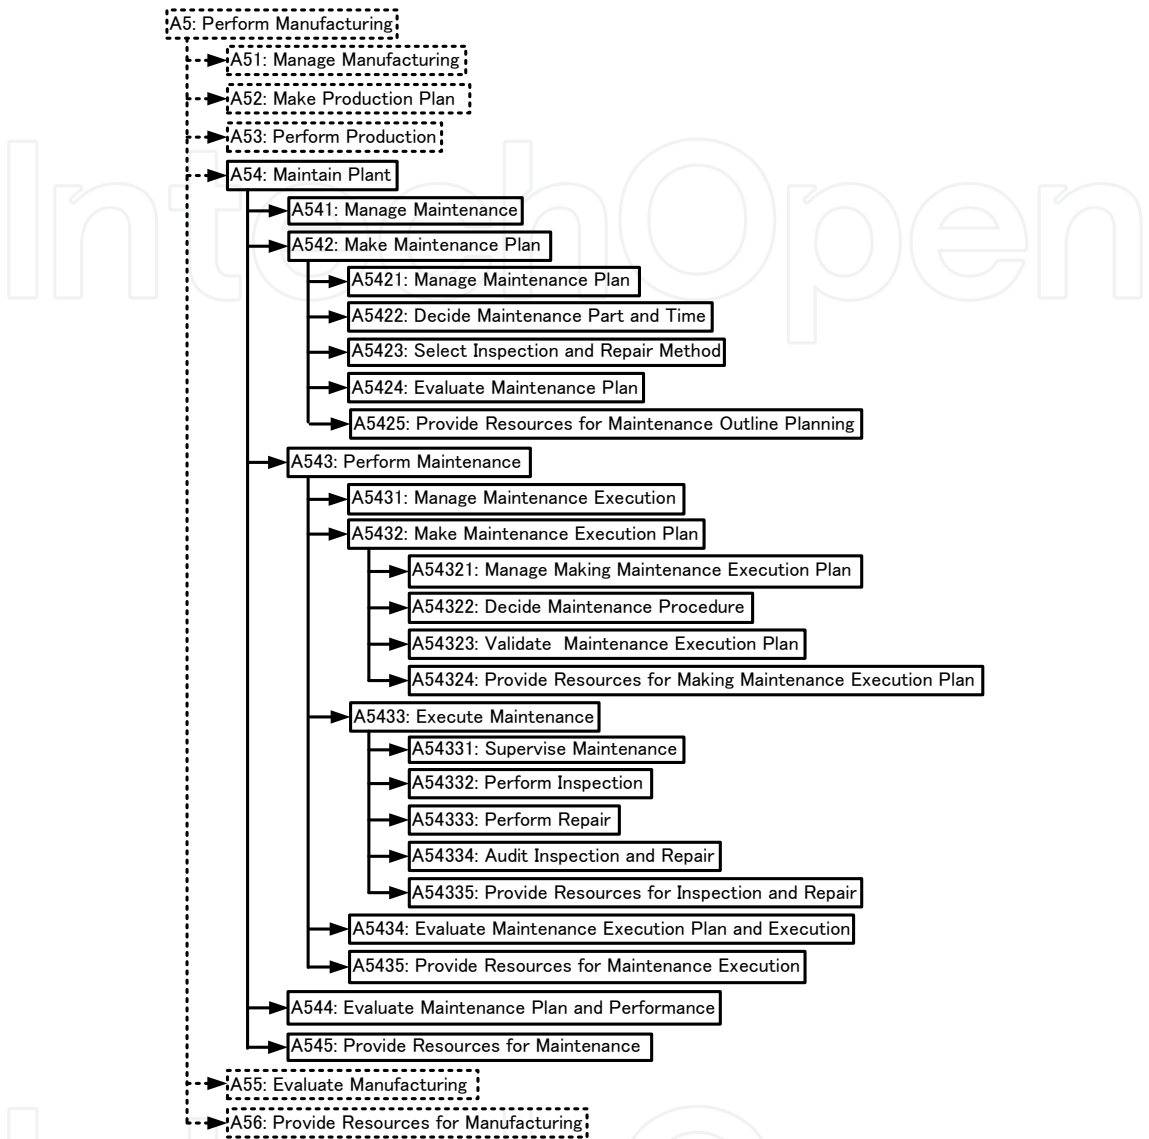 A5: Perform Manufacturing
A51: Manage Manufacturing
A52: Make Production Plan
A53: Perform Production
A54: Maintain Plant
IntechOpen
A541: Manage Maintenance
A542: Make Maintenance Plan
A5421: Manage Maintenance Plan
A5422: Decide Maintenance Part and Time
A5423: Select Inspection and Repair Method
A5424: Evaluate Maintenance Plan
A5425: Provide Resources for Maintenance Outline Planning
A543: Perform Maintenance
A5431: Manage Maintenance Execution
A5432: Make Maintenance Execution Plan
A54321: Manage Making Maintenance Execution Plan
A54322: Decide Maintenance Procedure
A54323: Validate  Maintenance Execution Plan
A54324: Provide Resources for Making Maintenance Execution Plan
A5433: Execute Maintenance
A54331: Supervise Maintenance
A54332: Perform Inspection
A54333: Perform Repair
A54334: Audit Inspection and Repair
A54335: Provide Resources for Inspection and Repair
A5434: Evaluate Maintenance Execution Plan and Execution
A5435: Provide Resources for Maintenance Execution
A544: Evaluate Maintenance Plan and Performance
A545: Provide Resources for Maintenance
A55: Evaluate Manufacturing
A56: Provide Resources for Manufacturing